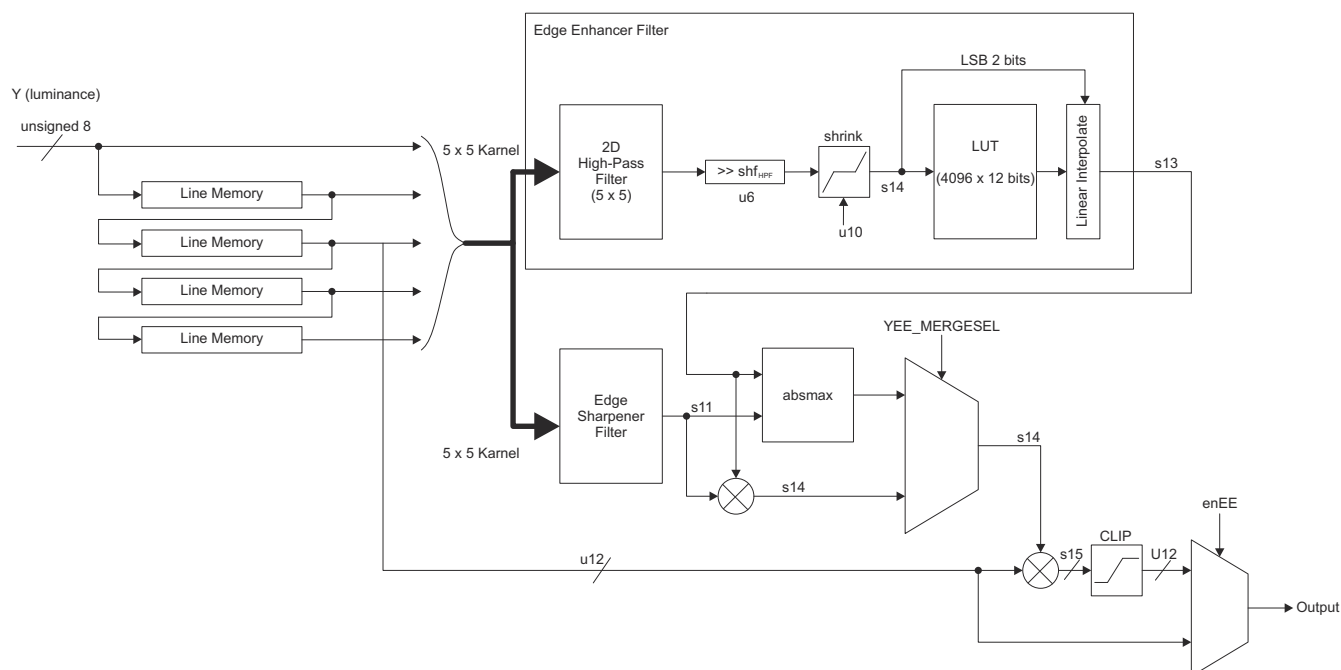 Edge Enhancer Filter
LSB 2 bits
Y (luminance)
unsigned 8
5 x 5 Karnel
2D
High-Pass
Filter
(5 x 5)
>> shfHPF
u6
shrink
u10
s14
LUT
(4096 x 12 bits)
Linear Interpolate
s13
Line Memory
Line Memory
Line Memory
Line Memory
YEE_MERGESEL
5 x 5 Karnel
Edge
Sharpener
Filter
s11
absmax
s14
s14
u12
s15
CLIP
U12
enEE
Output